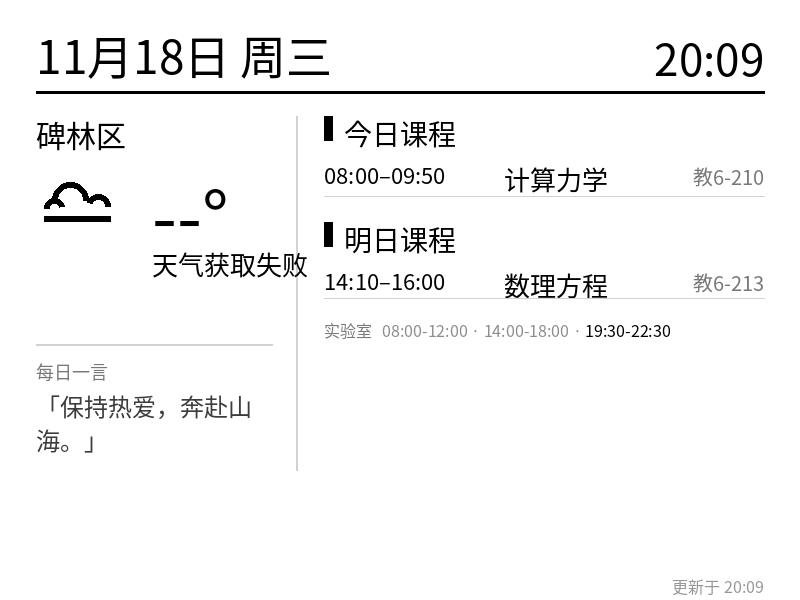 11月18日 周三
20:09
碑林区
--°
天气获取失败
每日一言
「保持热爱，奔赴山
海。」
今日课程
08:00–09:50 计算力学 教6-210
明日课程
14:10–16:00 数理方程 教6-213
实验室 08:00-12:00 · 14:00-18:00 · 19:30-22:30
更新于 20:09